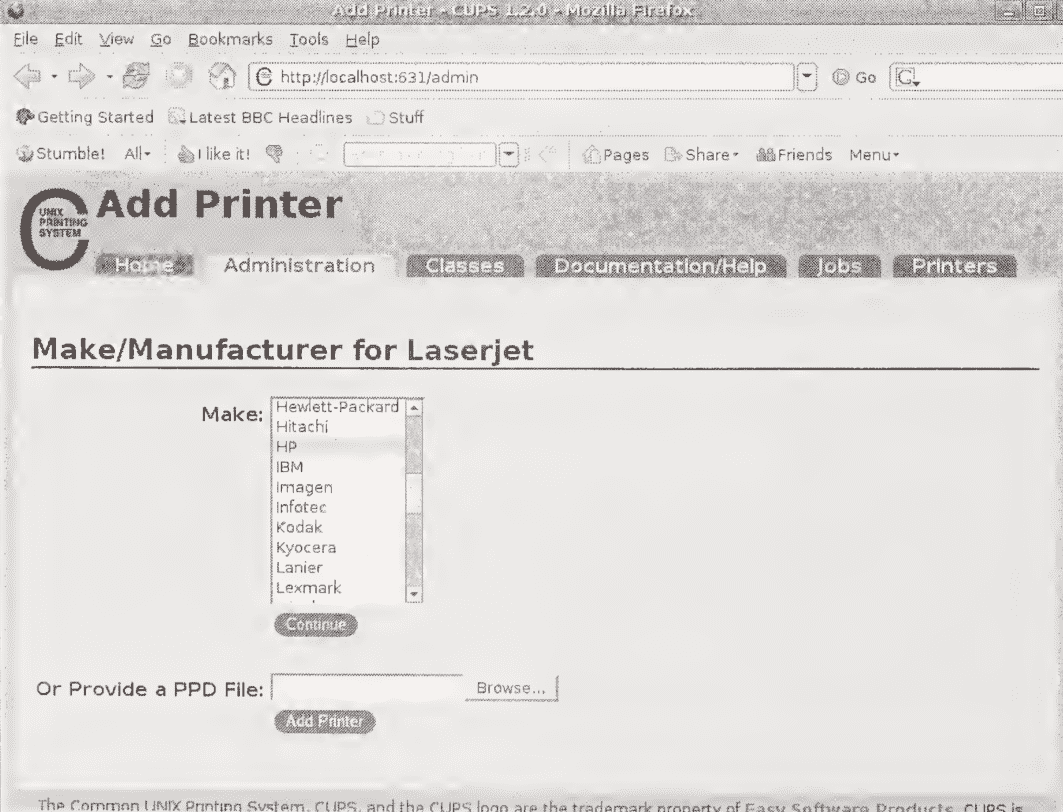 Add Printer - CUPS 1.2.0 - Mozilla Firefox
File Edit View Go Bookmarks Tools Help
http://localhost:631/admin Go
Getting Started Latest BBC Headlines Stuff
Stumble! All I like it! Pages Share Friends Menu
UNIX
PRINTING
SYSTEM
Add Printer
Home Administration Classes Documentation/Help Jobs Printers
Make/Manufacturer for Laserjet
Make:
Hewlett-Packard
Hitachi
HP
IBM
Imagen
Infotec
Kodak
Kyocera
Lanier
Lexmark
Continue
Or Provide a PPD File: Browse...
Add Printer
The Common UNIX Printing System, CUPS, and the CUPS logo are the trademark property of Easy Software Products. CUPS is